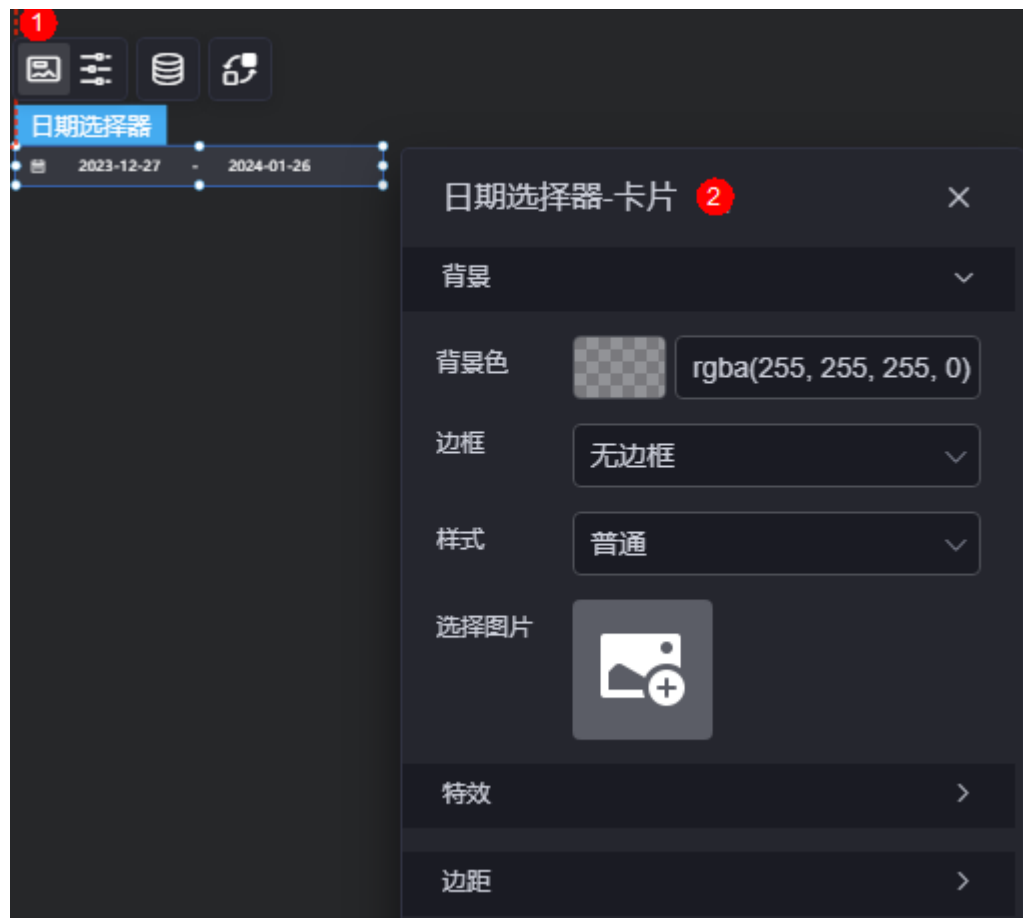 1
日期选择器
2023-12-27 - 2024-01-26
日期选择器-卡片 2
背景
背景色 rgba(255, 255, 255, 0)
边框 无边框
样式 普通
选择图片
特效
边距